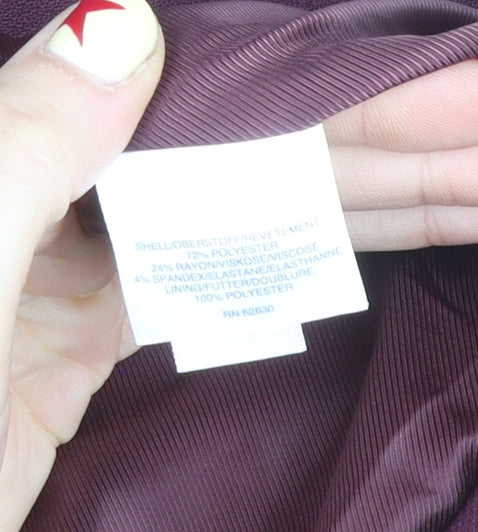 SHELL/OBERSTOFF/REVETEMENT
72% POLYESTER
24% RAYON/VISKOSE/VISCOSE
4% SPANDEX/ELASTANE/ELASTHANNE
LINING/FUTTER/DOUBLURE:
100% POLYESTER
RN 62830